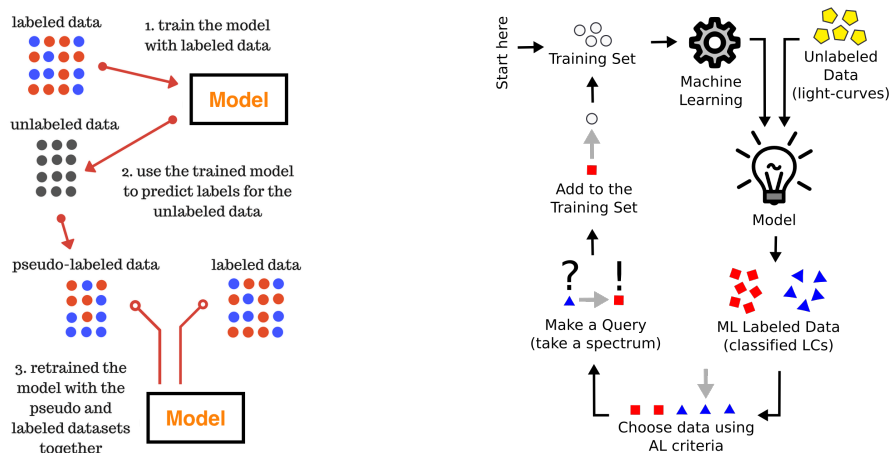 labeled data
1. train the model
with labeled data
Model
unlabeled data
2. use the trained model
to predict labels for the
unlabeled data
pseudo-labeled data
labeled data
3. retrained the
model with the
pseudo and
labeled datasets
together
Model
Start here
Training Set
Machine
Learning
Unlabeled
Data
(light-curves)
Model
ML Labeled Data
(classified LCs)
Choose data using
AL criteria
? !
Make a Query
(take a spectrum)
Add to the
Training Set